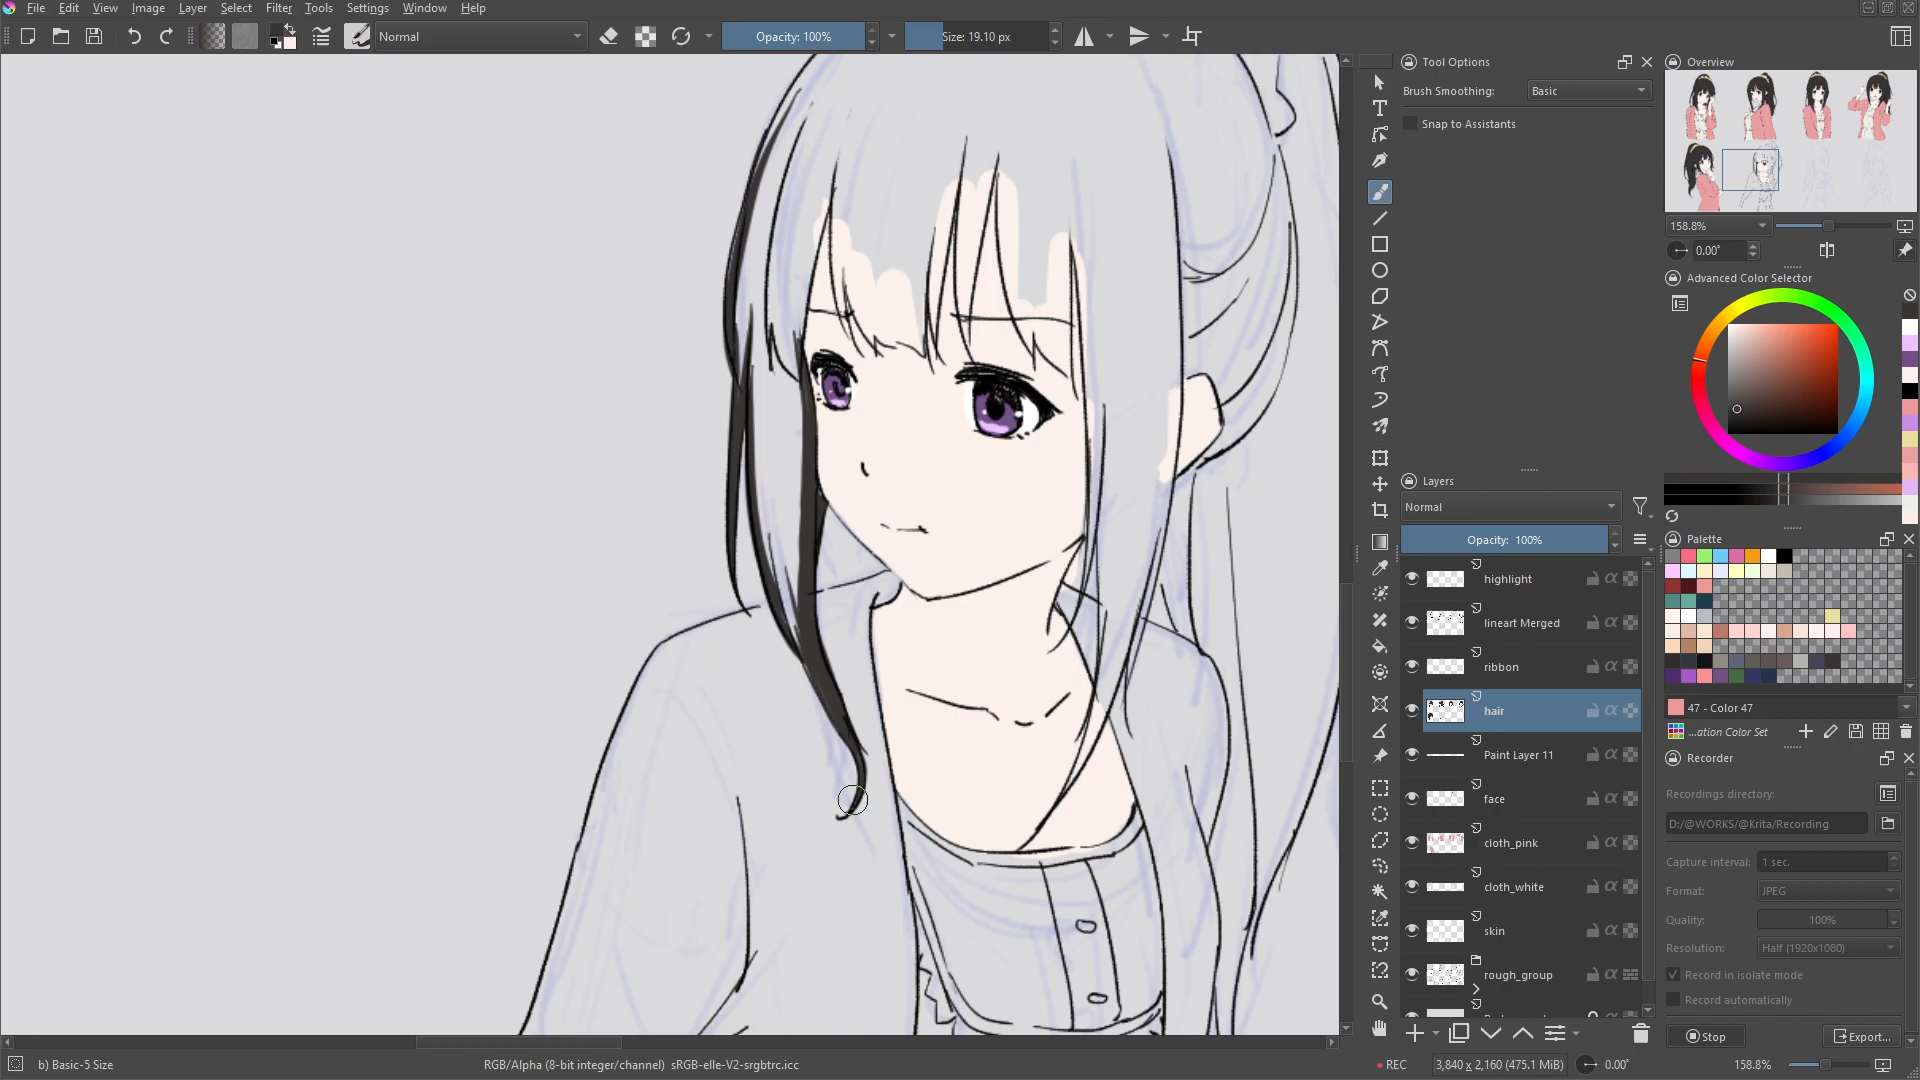 File Edit View Image Layer Select Filter Tools Settings Window Help
Normal Opacity: 100% Size: 19.10 px
Tool Options
Brush Smoothing: Basic
Snap to Assistants
Overview
158.8%
0.00°
Advanced Color Selector
Layers
Normal
Opacity: 100%
highlight
lineart Merged
ribbon
hair
Paint Layer 11
face
cloth_pink
cloth_white
skin
rough_group
Palette
47 - Color 47
...ation Color Set
Recorder
Recordings directory:
D:/@WORKS/@Krita/Recording
Capture interval: 1 sec.
Format: JPEG
Quality: 100%
Resolution: Half (1920x1080)
Record in isolate mode
Record automatically
Stop Export...
b) Basic-5 Size RGB/Alpha (8-bit integer/channel) sRGB-elle-V2-srgbtrc.icc REC 3,840 x 2,160 (475.1 MiB) 0.00° 158.8%